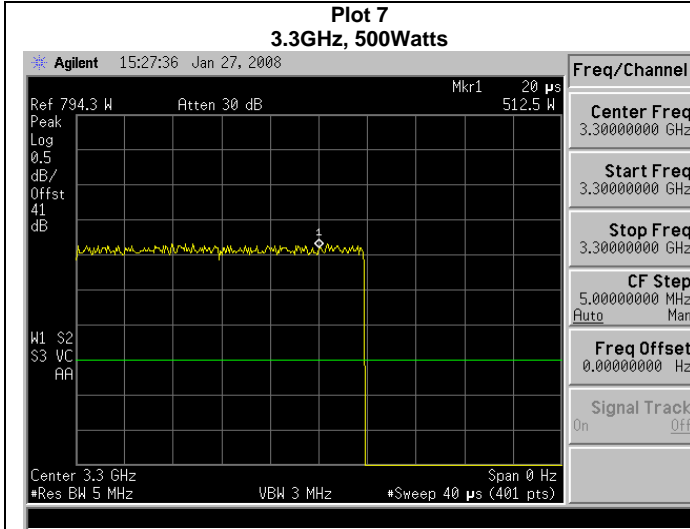 Plot 7
3.3GHz, 500Watts
Agilent 15:27:36 Jan 27, 2008
Freq/Channel
Mkr1 20 µs
Ref 794.3 W Atten 30 dB 512.5 W
Peak
Log
0.5
dB/
Offst
41
dB
1
W1 S2
S3 VC
AA
Center 3.3 GHz Span 0 Hz
#Res BW 5 MHz VBW 3 MHz #Sweep 40 µs (401 pts)
Center Freq
3.30000000 GHz
Start Freq
3.30000000 GHz
Stop Freq
3.30000000 GHz
CF Step
5.00000000 MHz
Auto Man
Freq Offset
0.00000000 Hz
Signal Track
On Off